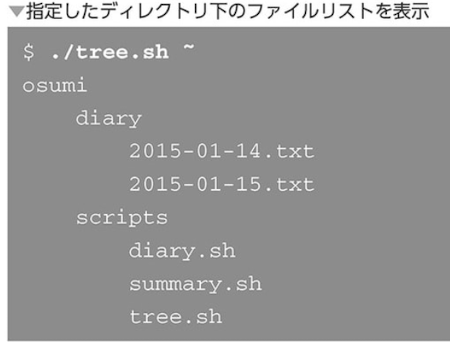 ▼指定したディレクトリ下のファイルリストを表示
$ ./tree.sh ~
osumi
    diary
        2015-01-14.txt
        2015-01-15.txt
    scripts
        diary.sh
        summary.sh
        tree.sh